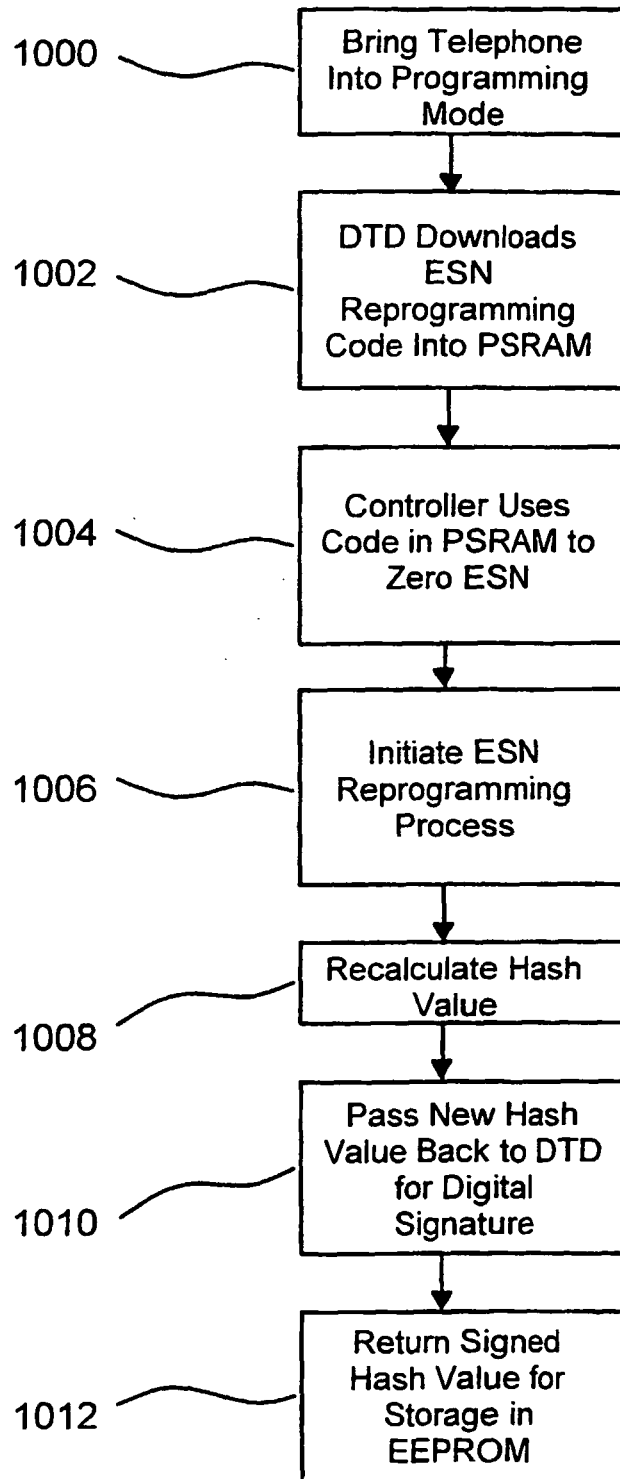 1000
Bring Telephone
Into Programming
Mode
1002
DTD Downloads
ESN
Reprogramming
Code Into PSRAM
1004
Controller Uses
Code in PSRAM to
Zero ESN
1006
Initiate ESN
Reprogramming
Process
1008
Recalculate Hash
Value
1010
Pass New Hash
Value Back to DTD
for Digital
Signature
1012
Return Signed
Hash Value for
Storage in
EEPROM